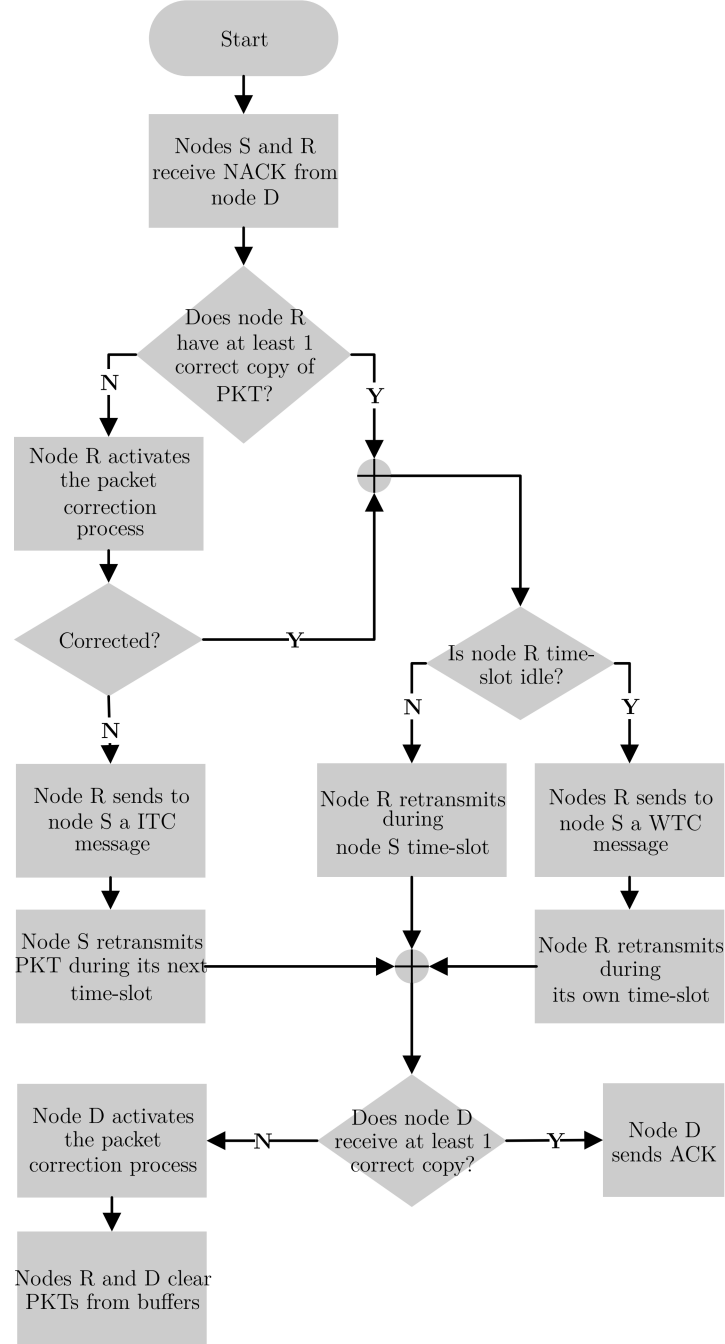 Start
Nodes S and R
receive NACK from
node D
Does node R
have at least 1
correct copy of
PKT?
N
Y
Node R activates
the packet
correction
process
Corrected?
Y
N
Is node R time-
slot idle?
N
Y
Node R sends to
node S a ITC
message
Node R retransmits
during
node S time-slot
Nodes R sends to
node S a WTC
message
Node S retransmits
PKT during its next
time-slot
Node R retransmits
during
its own time-slot
Does node D
receive at least 1
correct copy?
N
Y
Node D activates
the packet
correction process
Node D
sends ACK
Nodes R and D clear
PKTs from buffers